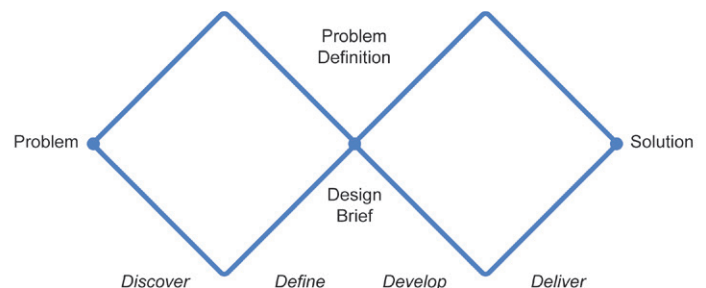 Problem
Definition
Problem
Solution
Design
Brief
Discover
Define
Develop
Deliver